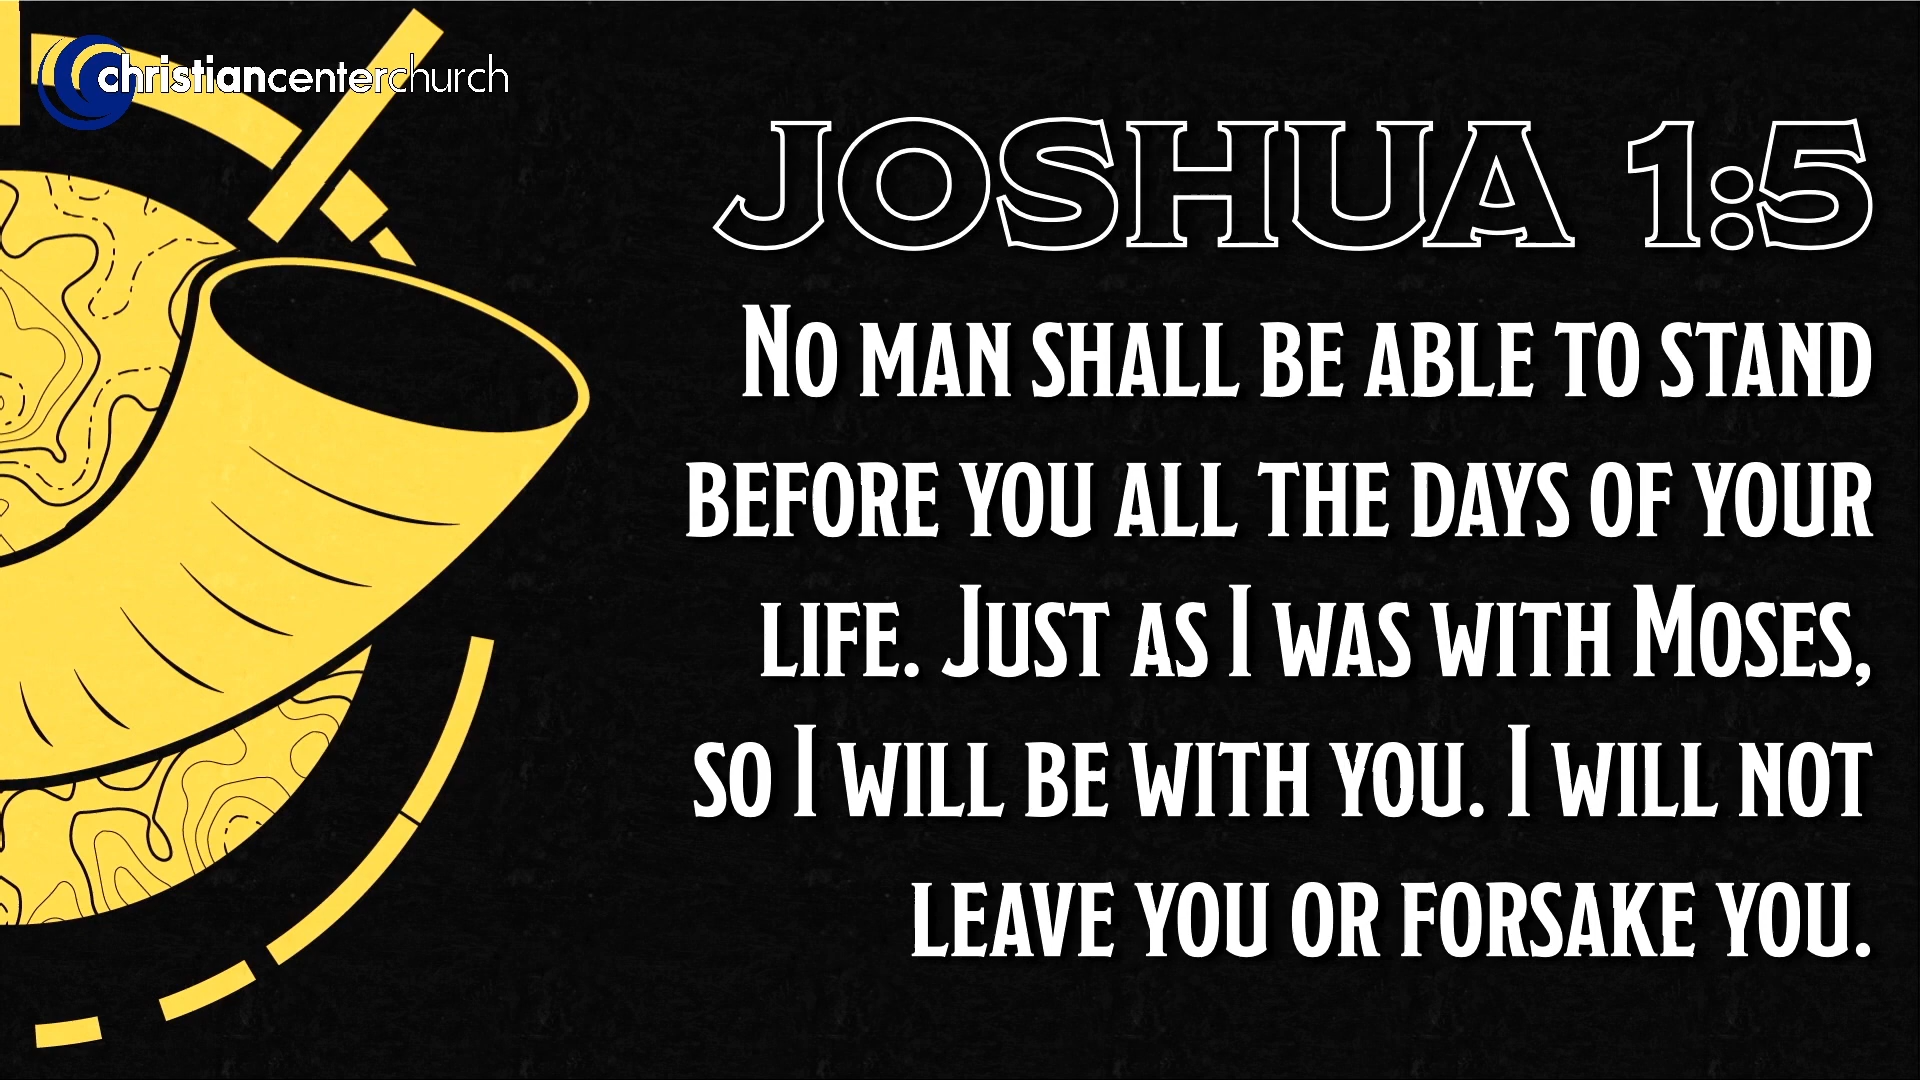 christiancenterchurch
JOSHUA 1:5
No man shall be able to stand
before you all the days of your
life. Just as I was with Moses,
so I will be with you. I will not
leave you or forsake you.